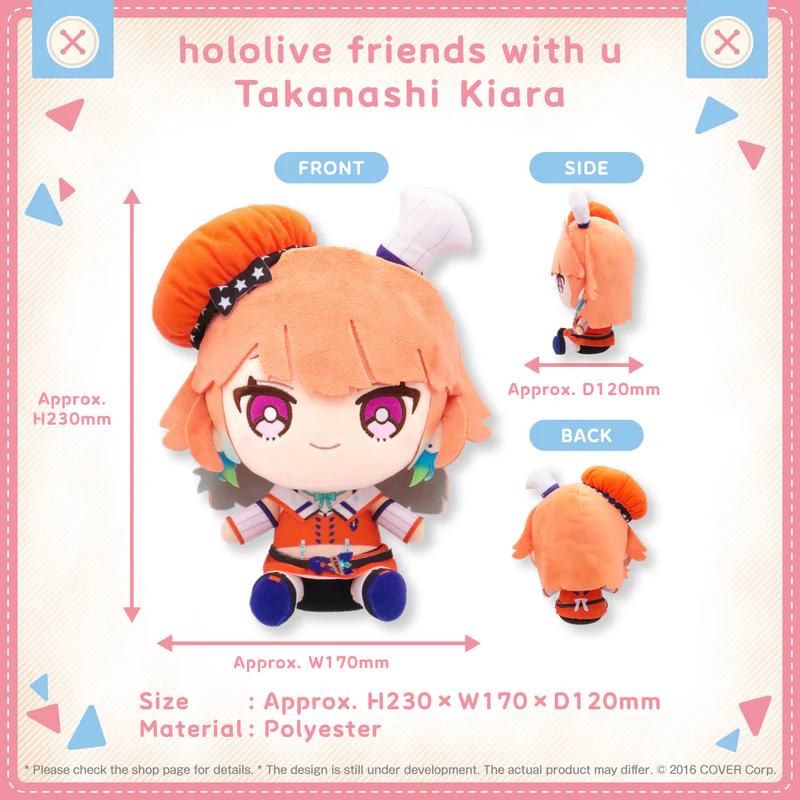 hololive friends with u
Takanashi Kiara
FRONT
SIDE
Approx.
H230mm
Approx. D120mm
BACK
Approx. W170mm
Size : Approx. H230×W170×D120mm
Material : Polyester
* Please check the shop page for details. * The design is still under development. The actual product may differ. © 2016 COVER Corp.